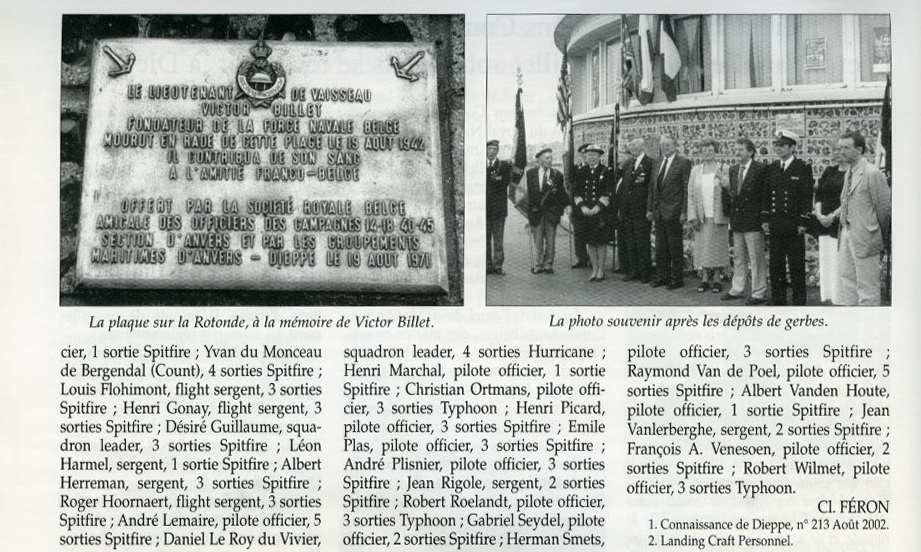 LE LIEUTENANT DE VAISSEAU
VICTOR BILLET
FONDATEUR DE LA FORCE NAVALE BELGE
MOURUT EN RADE DE CETTE PLAGE LE 19 AOUT 1942
IL CONTRIBUA DE SON SANG
A L'AMITIE FRANCO-BELGE
OFFERT PAR LA SOCIÉTÉ ROYALE BELGE
AMICALE DES OFFICIERS DES CAMPAGNES 14-18 40-45
SECTION D'ANVERS ET PAR LES GROUPEMENTS
MARITIMES D'ANVERS - DIEPPE LE 19 AOUT 1971
La plaque sur la Rotonde, à la mémoire de Victor Billet.
La photo souvenir après les dépôts de gerbes.
cier, 1 sortie Spitfire ; Yvan du Monceau
de Bergendal (Count), 4 sorties Spitfire ;
Louis Flohimont, flight sergent, 3 sorties
Spitfire ; Henri Gonay, flight sergent, 3
sorties Spitfire ; Désiré Guillaume, squa-
dron leader, 3 sorties Spitfire ; Léon
Harmel, sergent, 1 sortie Spitfire ; Albert
Herreman, sergent, 3 sorties Spitfire ;
Roger Hoornaert, flight sergent, 3 sorties
Spitfire ; André Lemaire, pilote officier, 5
sorties Spitfire ; Daniel Le Roy du Vivier,
squadron leader, 4 sorties Hurricane ;
Henri Marchal, pilote officier, 1 sortie
Spitfire ; Christian Ortmans, pilote offi-
cier, 3 sorties Typhoon ; Henri Picard,
pilote officier, 3 sorties Spitfire ; Emile
Plas, pilote officier, 3 sorties Spitfire ;
André Plisnier, pilote officier, 3 sorties
Spitfire ; Jean Rigole, sergent, 2 sorties
Spitfire ; Robert Roelandt, pilote officier,
3 sorties Typhoon ; Gabriel Seydel, pilote
officier, 2 sorties Spitfire ; Herman Smets,
pilote officier, 3 sorties Spitfire ;
Raymond Van de Poel, pilote officier, 5
sorties Spitfire ; Albert Vanden Houte,
pilote officier, 1 sortie Spitfire ; Jean
Vanlerberghe, sergent, 2 sorties Spitfire ;
François A. Venesoen, pilote officier, 2
sorties Spitfire ; Robert Wilmet, pilote
officier, 3 sorties Typhoon.
Cl. FÉRON
1. Connaissance de Dieppe, n° 213 Août 2002.
2. Landing Craft Personnel.